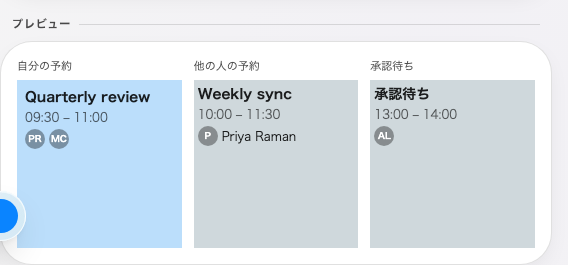 プレビュー
自分の予約
Quarterly review
09:30 – 11:00
PR MC
他の人の予約
Weekly sync
10:00 – 11:30
P Priya Raman
承認待ち
承認待ち
13:00 – 14:00
AL